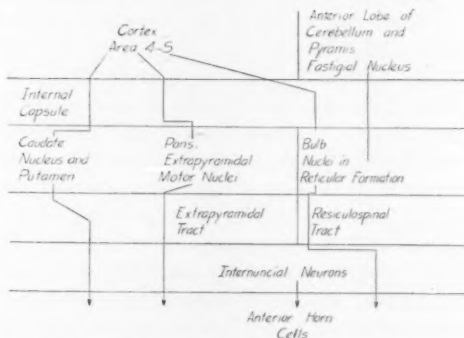 Cortex
Area 4-S
Anterior Lobe of
Cerebellum and
Pyramis
Fastigial Nucleus
Internal
Capsule
Caudate
Nucleus and
Putamen
Pons.
Extrapyramidal
Motor Nuclei
Bulb
Nuclei in
Reticular Formation
Extrapyramidal
Tract
Resiculospinal
Tract
Internuncial Neurons
Anterior Horn
Cells